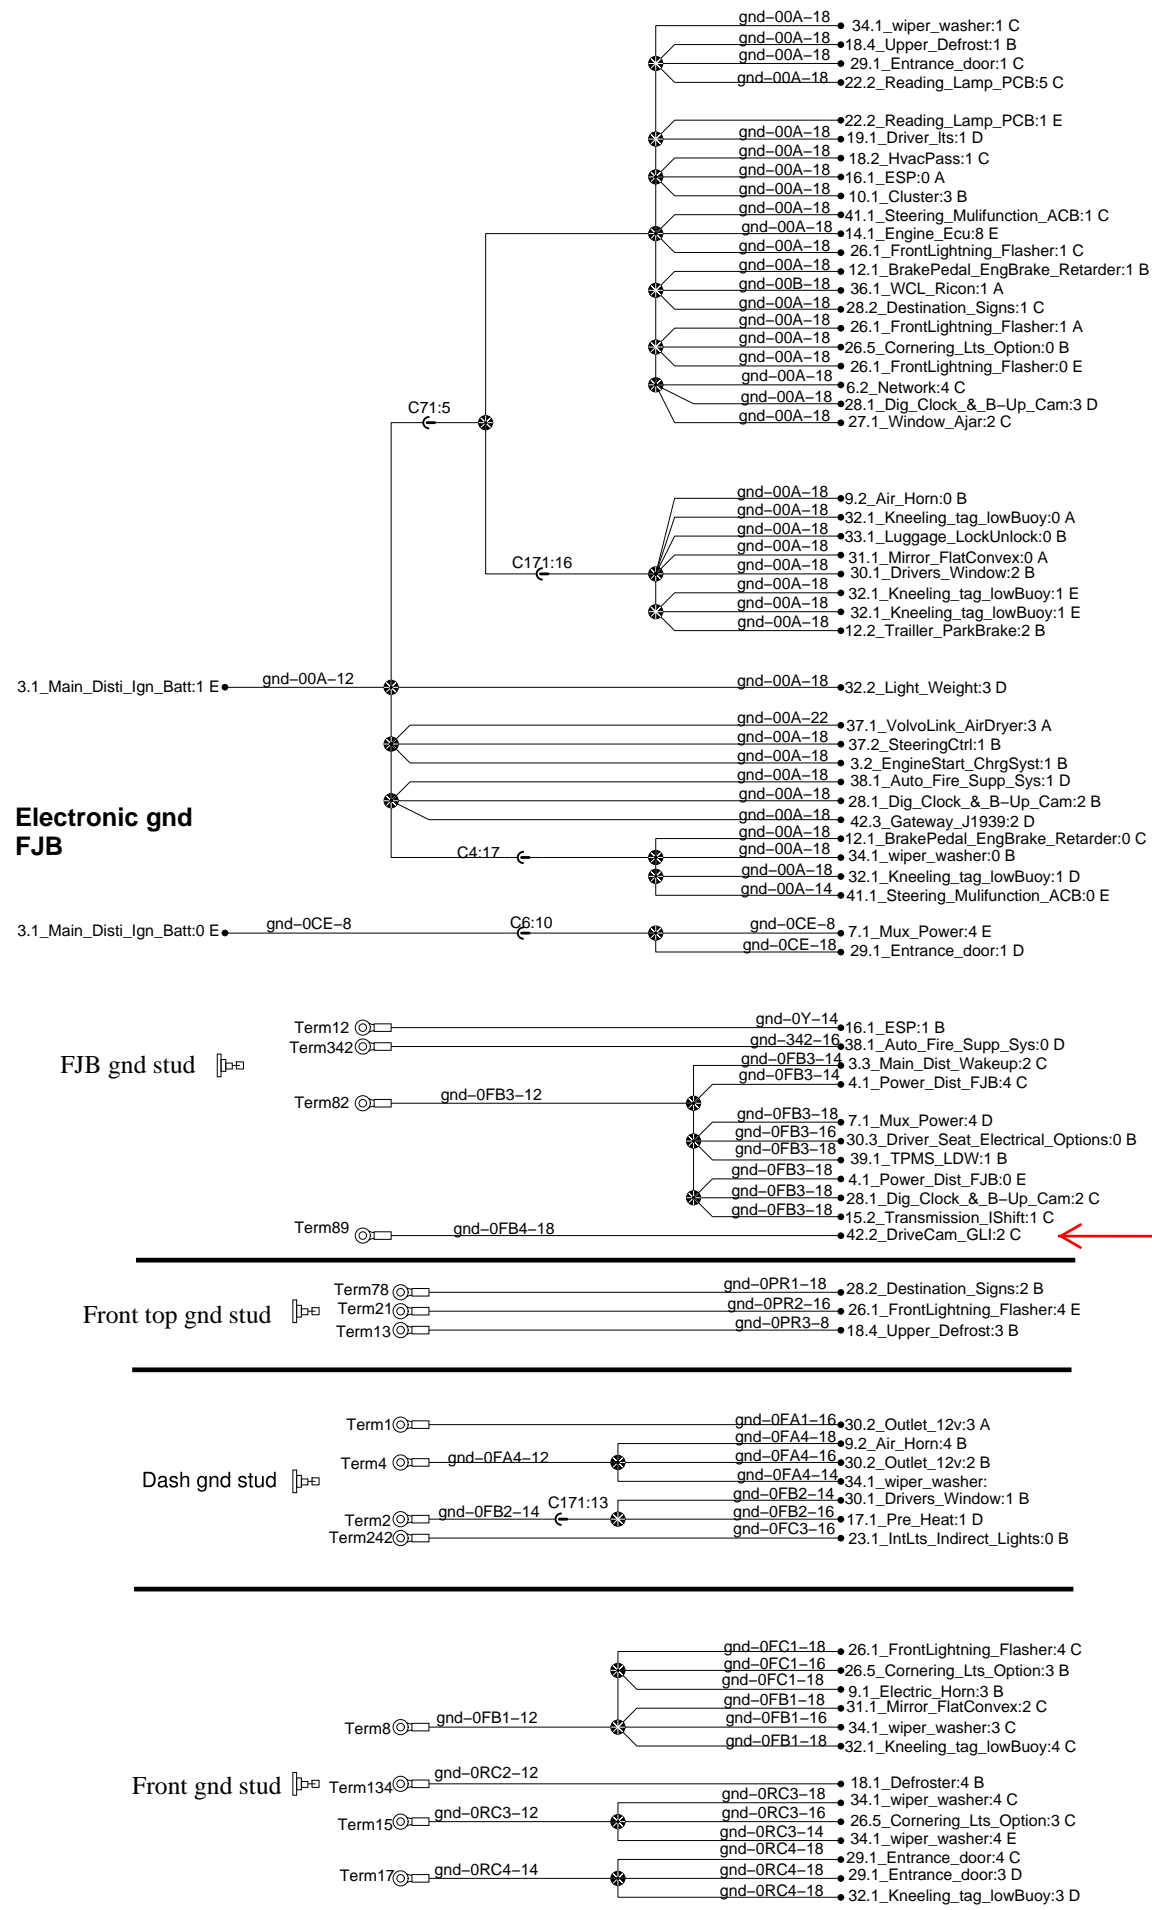 gnd-00A-18 34.1_wiper_washer:1 C
gnd-00A-18 18.4_Upper_Defrost:1 B
gnd-00A-18 29.1_Entrance_door:1 C
gnd-00A-18 22.2_Reading_Lamp_PCB:5 C
22.2_Reading_Lamp_PCB:1 E
gnd-00A-18 19.1_Driver_lts:1 D
gnd-00A-18 18.2_HvacPass:1 C
gnd-00A-18 16.1_ESP:0 A
gnd-00A-18 10.1_Cluster:3 B
gnd-00A-18 41.1_Steering_Mulifunction_ACB:1 C
gnd-00A-18 14.1_Engine_Ecu:8 E
gnd-00A-18 26.1_FrontLightning_Flasher:1 C
gnd-00A-18 12.1_BrakePedal_EngBrake_Retarder:1 B
gnd-00B-18 36.1_WCL_Ricon:1 A
gnd-00A-18 28.2_Destination_Signs:1 C
gnd-00A-18 26.1_FrontLightning_Flasher:1 A
gnd-00A-18 26.5_Cornering_Lts_Option:0 B
gnd-00A-18 26.1_FrontLightning_Flasher:0 E
gnd-00A-18 6.2_Network:4 C
gnd-00A-18 28.1_Dig_Clock_&_B-Up_Cam:3 D
C71:5
gnd-00A-18 27.1_Window_Ajar:2 C
gnd-00A-18 9.2_Air_Horn:0 B
gnd-00A-18 32.1_Kneeling_tag_lowBuoy:0 A
gnd-00A-18 33.1_Luggage_LockUnlock:0 B
gnd-00A-18 31.1_Mirror_FlatConvex:0 A
C171:16 gnd-00A-18 30.1_Drivers_Window:2 B
gnd-00A-18 32.1_Kneeling_tag_lowBuoy:1 E
gnd-00A-18 32.1_Kneeling_tag_lowBuoy:1 E
gnd-00A-18 12.2_Trailler_ParkBrake:2 B
3.1_Main_Disti_Ign_Batt:1 E gnd-00A-12 gnd-00A-18 32.2_Light_Weight:3 D
gnd-00A-22 37.1_VolvoLink_AirDryer:3 A
gnd-00A-18 37.2_SteeringCtrl:1 B
gnd-00A-18 3.2_EngineStart_ChrgSyst:1 B
gnd-00A-18 38.1_Auto_Fire_Supp_Sys:1 D
gnd-00A-18 28.1_Dig_Clock_&_B-Up_Cam:2 B
Electronic gnd
FJB
gnd-00A-18 42.3_Gateway_J1939:2 D
gnd-00A-18 12.1_BrakePedal_EngBrake_Retarder:0 C
C4:17 gnd-00A-18 34.1_wiper_washer:0 B
gnd-00A-18 32.1_Kneeling_tag_lowBuoy:1 D
gnd-00A-14 41.1_Steering_Mulifunction_ACB:0 E
3.1_Main_Disti_Ign_Batt:0 E gnd-0CE-8 C6:10 gnd-0CE-8 7.1_Mux_Power:4 E
gnd-0CE-18 29.1_Entrance_door:1 D
Term12 gnd-0Y-14 16.1_ESP:1 B
Term342 gnd-342-16 38.1_Auto_Fire_Supp_Sys:0 D
FJB gnd stud
gnd-0FB3-14 3.3_Main_Dist_Wakeup:2 C
gnd-0FB3-14 4.1_Power_Dist_FJB:4 C
Term82 gnd-0FB3-12
gnd-0FB3-18 7.1_Mux_Power:4 D
gnd-0FB3-16 30.3_Driver_Seat_Electrical_Options:0 B
gnd-0FB3-18 39.1_TPMS_LDW:1 B
gnd-0FB3-18 4.1_Power_Dist_FJB:0 E
gnd-0FB3-18 28.1_Dig_Clock_&_B-Up_Cam:2 C
gnd-0FB3-18 15.2_Transmission_IShift:1 C
Term89 gnd-0FB4-18 42.2_DriveCam_GLI:2 C
Term78 gnd-0PR1-18 28.2_Destination_Signs:2 B
Front top gnd stud Term21 gnd-0PR2-16 26.1_FrontLightning_Flasher:4 E
Term13 gnd-0PR3-8 18.4_Upper_Defrost:3 B
Term1 gnd-0FA1-16 30.2_Outlet_12v:3 A
gnd-0FA4-18 9.2_Air_Horn:4 B
Term4 gnd-0FA4-12 gnd-0FA4-16 30.2_Outlet_12v:2 B
Dash gnd stud gnd-0FA4-14 34.1_wiper_washer:
gnd-0FB2-14 30.1_Drivers_Window:1 B
Term2 gnd-0FB2-14 C171:13 gnd-0FB2-16 17.1_Pre_Heat:1 D
Term242 gnd-0FC3-16 23.1_IntLts_Indirect_Lights:0 B
gnd-0FC1-18 26.1_FrontLightning_Flasher:4 C
gnd-0FC1-16 26.5_Cornering_Lts_Option:3 B
gnd-0FC1-18 9.1_Electric_Horn:3 B
gnd-0FB1-18 31.1_Mirror_FlatConvex:2 C
Term8 gnd-0FB1-12 gnd-0FB1-16 34.1_wiper_washer:3 C
gnd-0FB1-18 32.1_Kneeling_tag_lowBuoy:4 C
Front gnd stud Term134 gnd-0RC2-12 18.1_Defroster:4 B
gnd-0RC3-18 34.1_wiper_washer:4 C
Term15 gnd-0RC3-12 gnd-0RC3-16 26.5_Cornering_Lts_Option:3 C
gnd-0RC3-14 34.1_wiper_washer:4 E
gnd-0RC4-18 29.1_Entrance_door:4 C
Term17 gnd-0RC4-14 gnd-0RC4-18 29.1_Entrance_door:3 D
gnd-0RC4-18 32.1_Kneeling_tag_lowBuoy:3 D